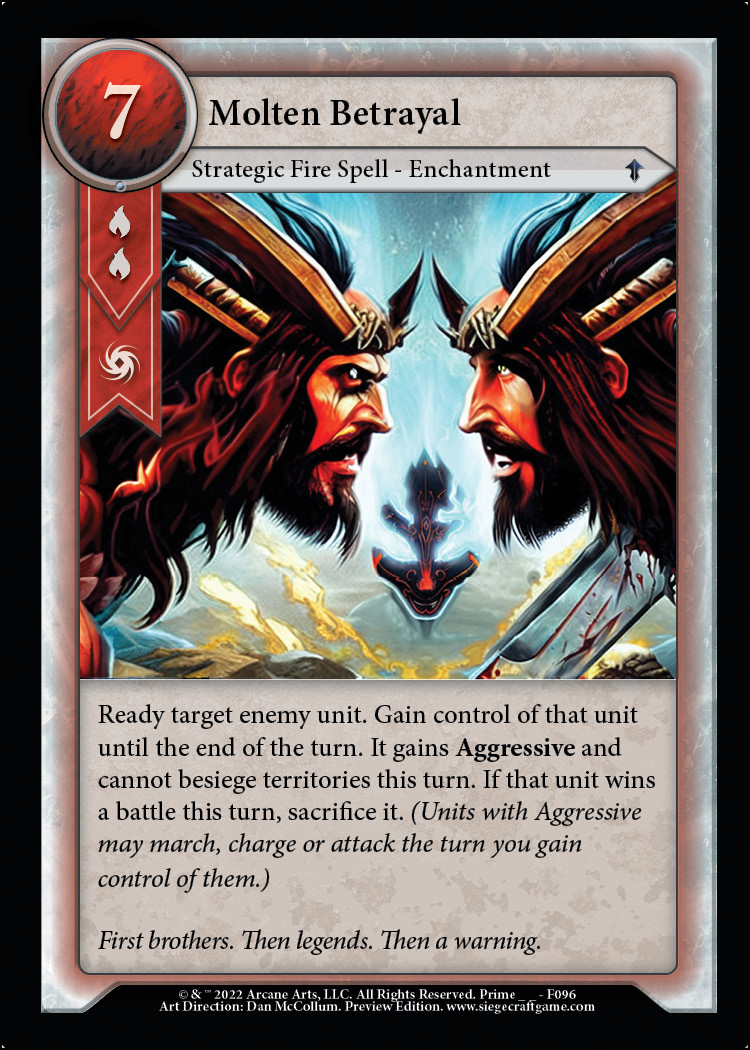 7
Molten Betrayal
Strategic Fire Spell - Enchantment
Ready target enemy unit. Gain control of that unit
until the end of the turn. It gains Aggressive and
cannot besiege territories this turn. If that unit wins
a battle this turn, sacrifice it. (Units with Aggressive
may march, charge or attack the turn you gain
control of them.)
First brothers. Then legends. Then a warning.
© & ™ 2022 Arcane Arts, LLC. All Rights Reserved. Prime _ _ - F096
Art Direction: Dan McCollum. Preview Edition. www.siegecraftgame.com